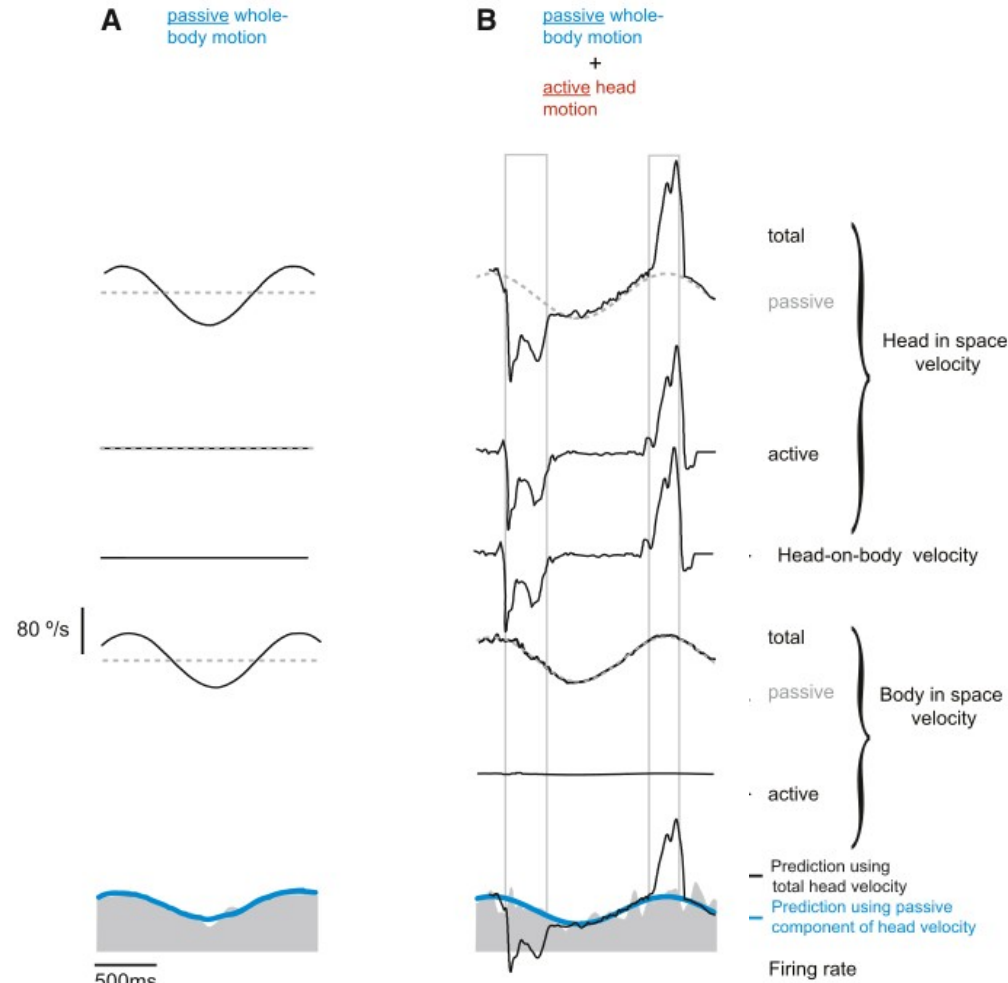 A
passive whole-
body motion
B
passive whole-
body motion
+
active head
motion
total
passive
Head in space
velocity
active
Head-on-body velocity
80 º/s
total
passive
Body in space
velocity
active
Prediction using
total head velocity
Prediction using passive
component of head velocity
Firing rate
500ms